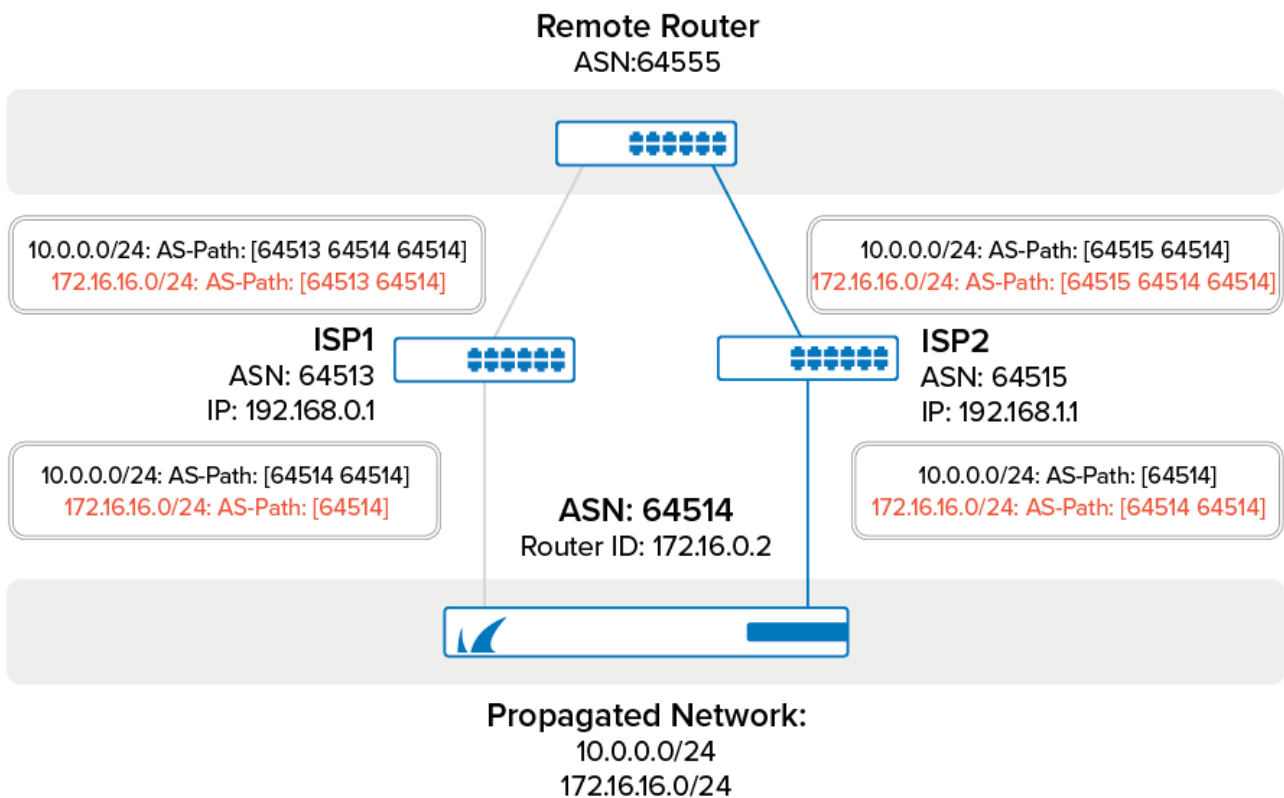 Remote Router
ASN:64555
10.0.0.0/24: AS-Path: [64513 64514 64514]
172.16.16.0/24: AS-Path: [64513 64514]
10.0.0.0/24: AS-Path: [64515 64514]
172.16.16.0/24: AS-Path: [64515 64514 64514]
ISP1
ASN: 64513
IP: 192.168.0.1
ISP2
ASN: 64515
IP: 192.168.1.1
10.0.0.0/24: AS-Path: [64514 64514]
172.16.16.0/24: AS-Path: [64514]
ASN: 64514
Router ID: 172.16.0.2
10.0.0.0/24: AS-Path: [64514]
172.16.16.0/24: AS-Path: [64514 64514]
Propagated Network:
10.0.0.0/24
172.16.16.0/24